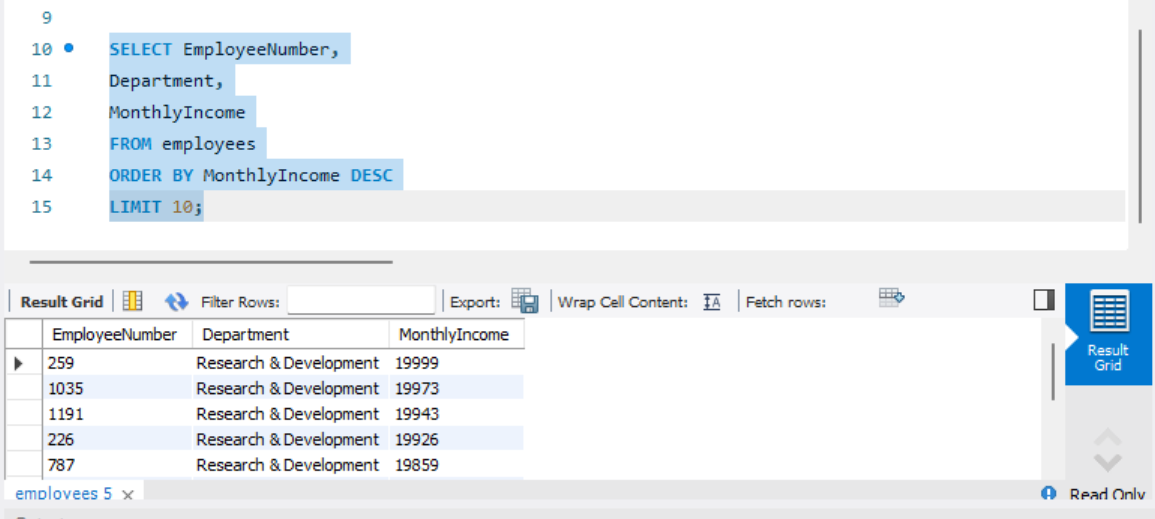 9
10 SELECT EmployeeNumber,
11 Department,
12 MonthlyIncome
13 FROM employees
14 ORDER BY MonthlyIncome DESC
15 LIMIT 10;
Result Grid Filter Rows: Export: Wrap Cell Content: IA Fetch rows:
EmployeeNumber Department MonthlyIncome
259 Research & Development 19999
1035 Research & Development 19973
1191 Research & Development 19943
226 Research & Development 19926
787 Research & Development 19859
Result
Grid
employees 5 Read Only